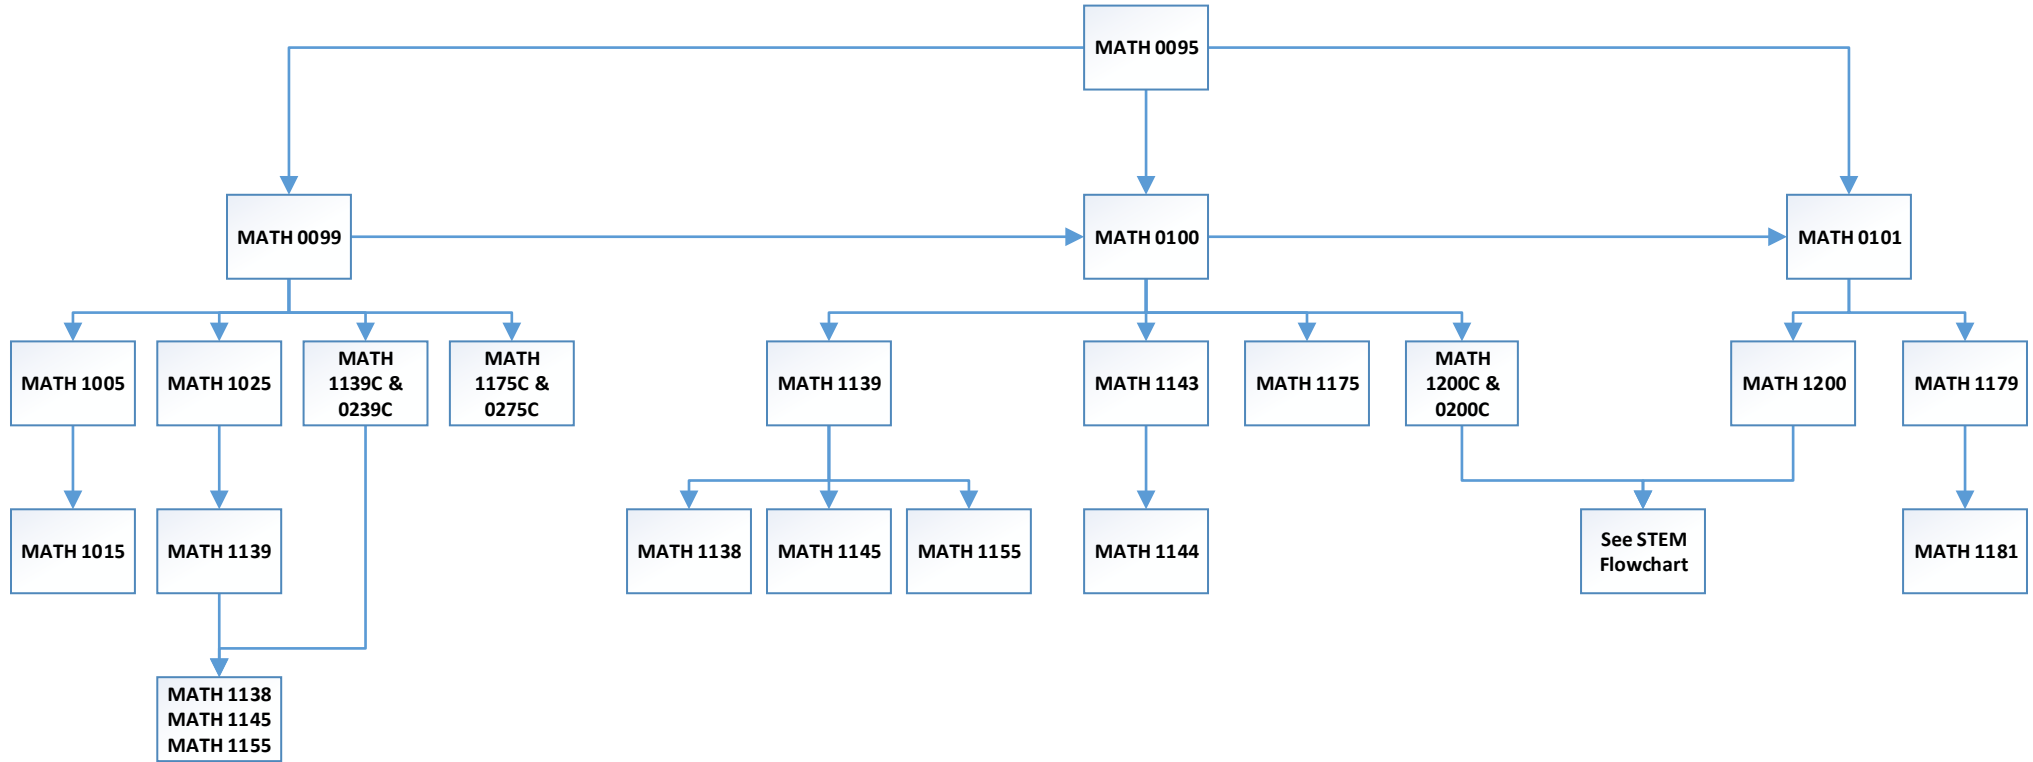 MATH 0095
MATH 0099
MATH 0100
MATH 0101
MATH 1005
MATH 1025
MATH
1139C &
0239C
MATH
1175C &
0275C
MATH 1139
MATH 1143
MATH 1175
MATH
1200C &
0200C
MATH 1200
MATH 1179
MATH 1015
MATH 1139
MATH 1138
MATH 1145
MATH 1155
MATH 1144
See STEM
Flowchart
MATH 1181
MATH 1138
MATH 1145
MATH 1155